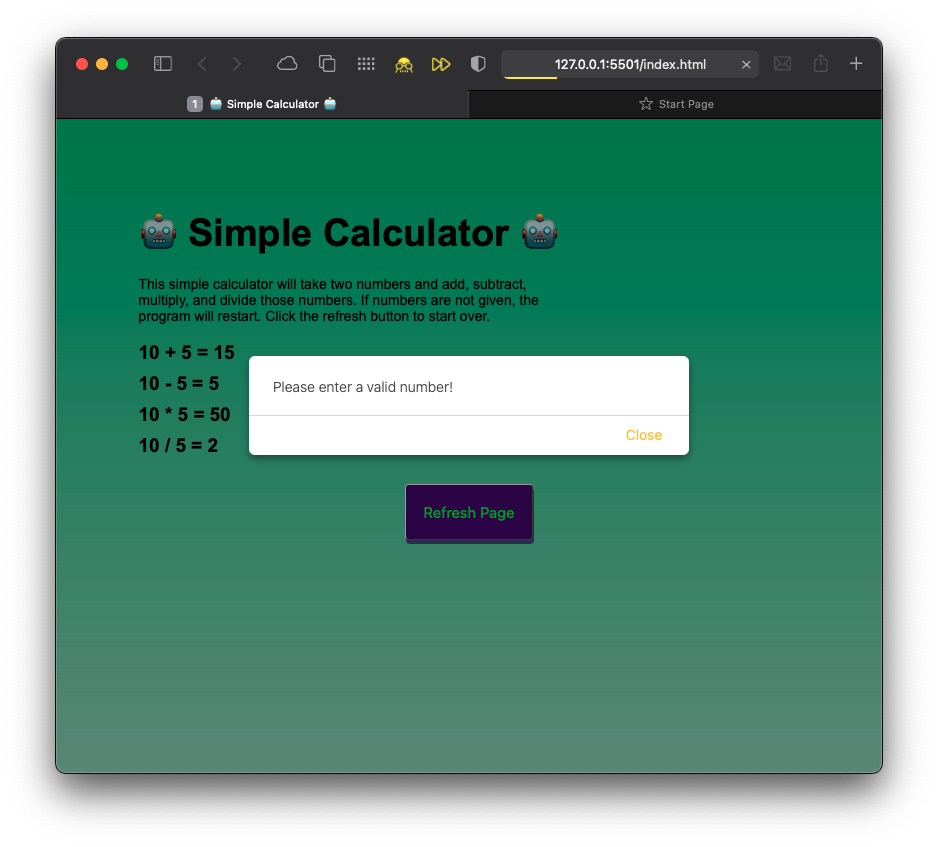 127.0.0.1:5501/index.html
1 🤖 Simple Calculator 🤖
Start Page
🤖 Simple Calculator 🤖
This simple calculator will take two numbers and add, subtract,
multiply, and divide those numbers. If numbers are not given, the
program will restart. Click the refresh button to start over.
10 + 5 = 15
10 - 5 = 5
10 * 5 = 50
10 / 5 = 2
Please enter a valid number!
Close
Refresh Page